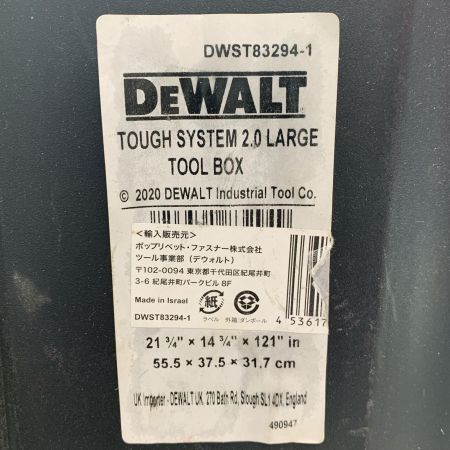 DWST83294-1
DEWALT
TOUGH SYSTEM 2.0 LARGE
TOOL BOX
© 2020 DEWALT Industrial Tool Co.
<輸入販売元>
ポップリベット・ファスナー株式会社
ツール事業部（デウォルト）
〒102-0094 東京都千代田区紀尾井町
3-6 紀尾井町パークビル 8F
Made in Israel
DWST83294-1
紙
ラベル 外箱：ダンボール
4 53617
21 ¾" × 14 ¾" × 121" in
55.5 × 37.5 × 31.7 cm
UK Importer - DEWALT UK, 270 Bath Rd, Slough SL1 4DX, England
490947